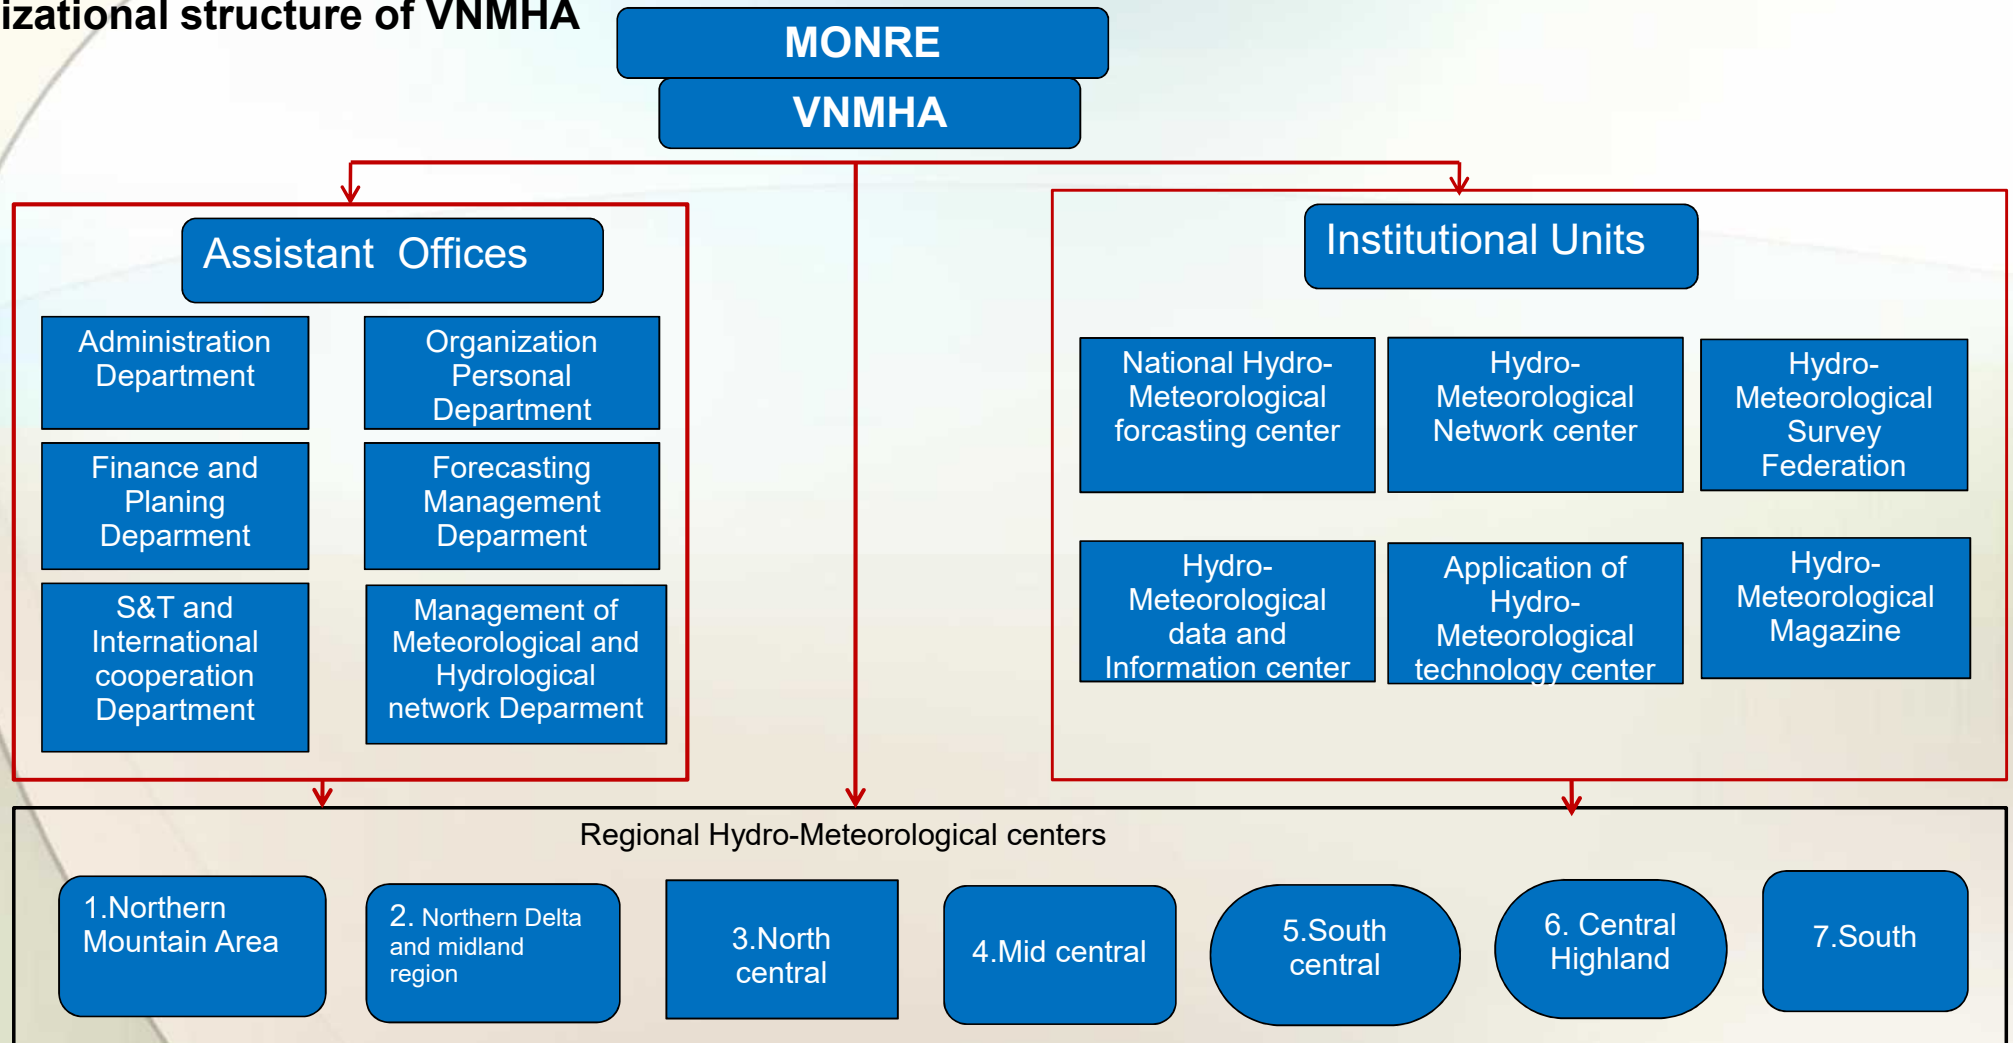 izational structure of VNMHA
MONRE
VNMHA
Assistant Offices
Administration
Department
Organization
Personal
Department
Finance and
Planing
Deparment
Forecasting
Management
Deparment
S&T and
International
cooperation
Department
Management of
Meteorological and
Hydrological
network Deparment
Institutional Units
National Hydro-
Meteorological
forcasting center
Hydro-
Meteorological
Network center
Hydro-
Meteorological
Survey
Federation
Hydro-
Meteorological
data and
Information center
Application of
Hydro-
Meteorological
technology center
Hydro-
Meteorological
Magazine
Regional Hydro-Meteorological centers
1.Northern
Mountain Area
2. Northern Delta
and midland
region
3.North
central
4.Mid central
5.South
central
6. Central
Highland
7.South